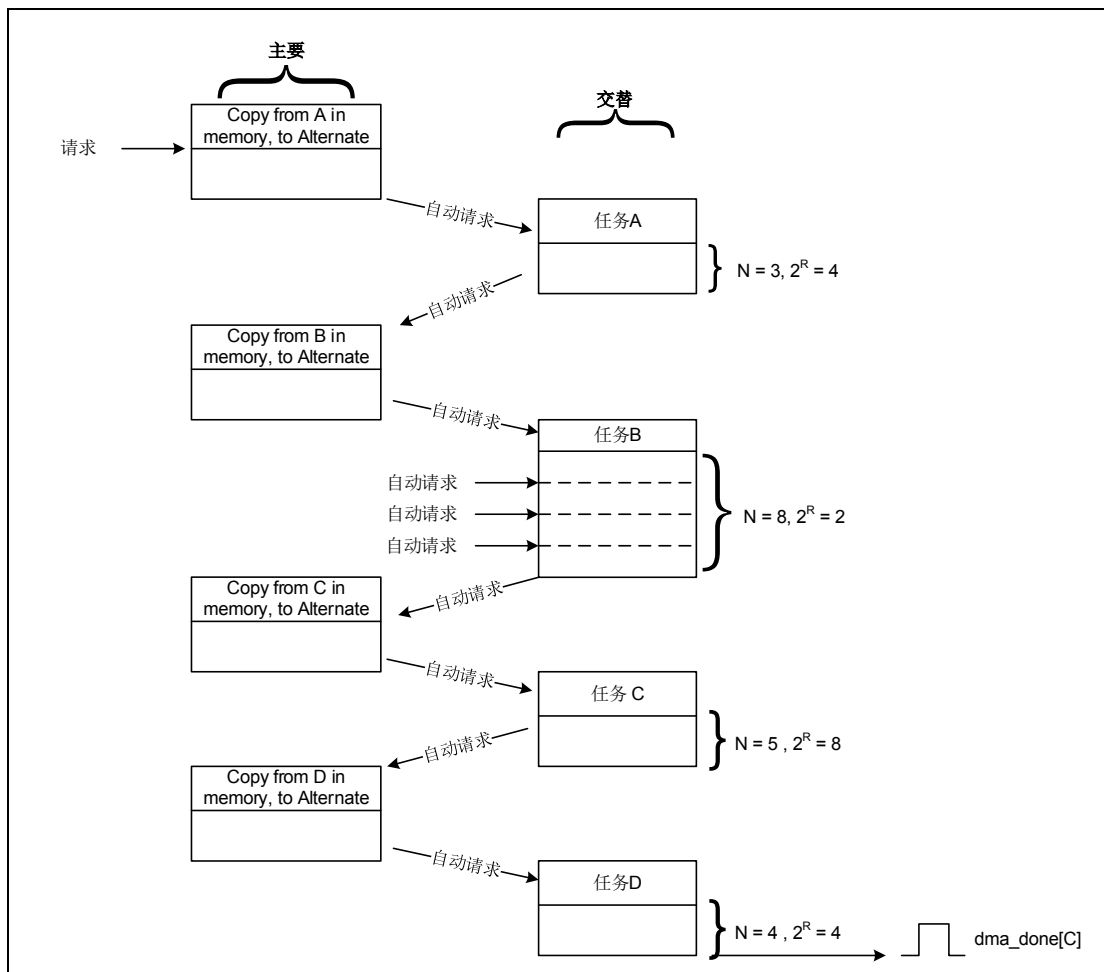 主要
交替
Copy from A in
memory, to Alternate
请求
自动请求
任务A
N = 3, 2^R = 4
自动请求
Copy from B in
memory, to Alternate
自动请求
任务B
自动请求
自动请求
自动请求
N = 8, 2^R = 2
Copy from C in
memory, to Alternate
自动请求
自动请求
任务 C
N = 5 , 2^R = 8
自动请求
Copy from D in
memory, to Alternate
自动请求
任务D
N = 4 , 2^R = 4
dma_done[C]